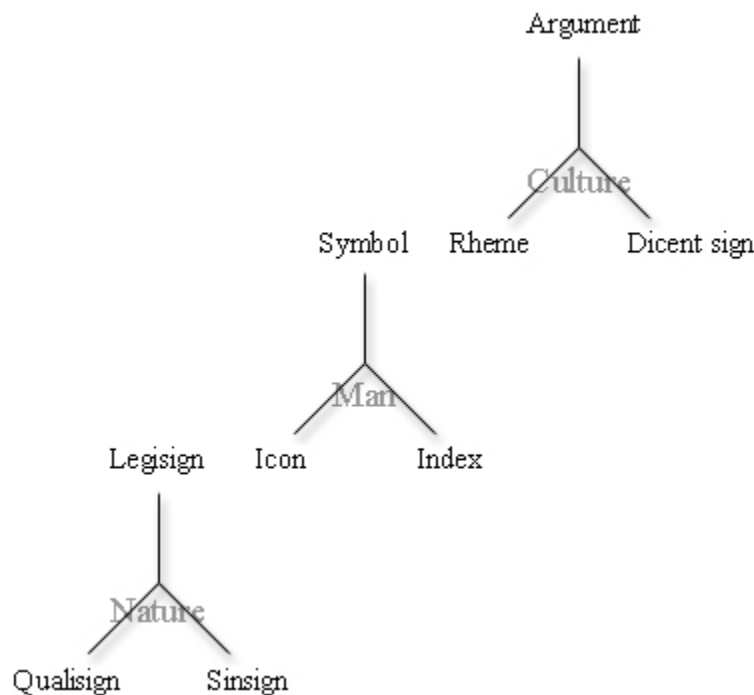 Argument
Culture
Symbol Rheme Dicent sign
Man
Legisign Icon Index
Nature
Qualisign Sinsign